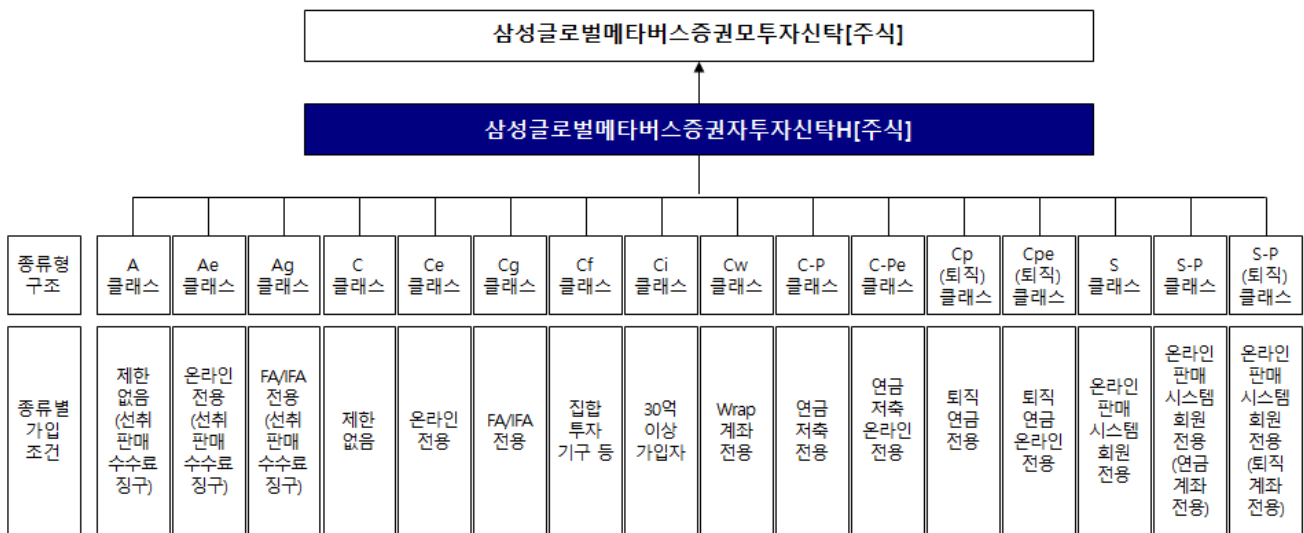 삼성글로벌메타버스증권모투자신탁[주식]
삼성글로벌메타버스증권자투자신탁H[주식]
종류형
구조
A
클래스
Ae
클래스
Ag
클래스
C
클래스
Ce
클래스
Cg
클래스
Cf
클래스
Ci
클래스
Cw
클래스
C-P
클래스
C-Pe
클래스
Cp
(퇴직)
클래스
Cpe
(퇴직)
클래스
S
클래스
S-P
클래스
S-P
(퇴직)
클래스
종류별
가입
조건
제한
없음
(선취
판매
수수료
징구)
온라인
전용
(선취
판매
수수료
징구)
FA/IFA
전용
(선취
판매
수수료
징구)
제한
없음
온라인
전용
FA/IFA
전용
집합
투자
기구 등
30억
이상
가입자
Wrap
계좌
전용
연금
저축
전용
연금
저축
온라인
전용
퇴직
연금
전용
퇴직
연금
온라인
전용
온라인
판매
시스템
회원
전용
온라인
판매
시스템
회원
전용
(연금
계좌
전용)
온라인
판매
시스템
회원
전용
(퇴직
계좌
전용)